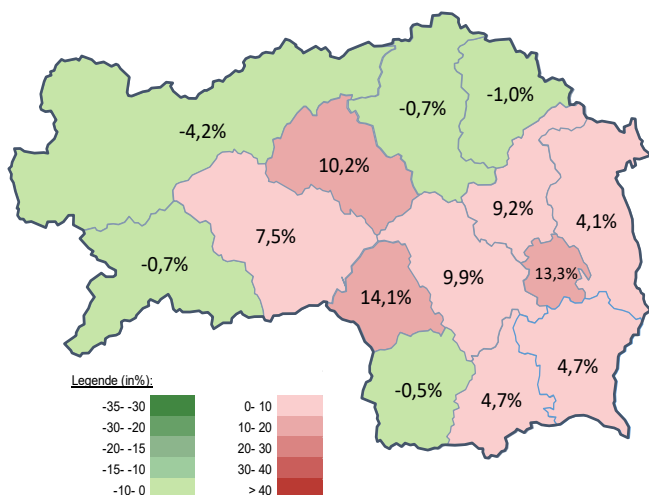 -0,7%
-1,0%
-4,2%
10,2%
9,2%
4,1%
7,5%
-0,7%
9,9%
13,3%
14,1%
4,7%
-0,5%
4,7%
Legende (in%):
-35- -30 0- 10
-30- -20 10- 20
-20- -15 20- 30
-15- -10 30- 40
-10- 0 > 40